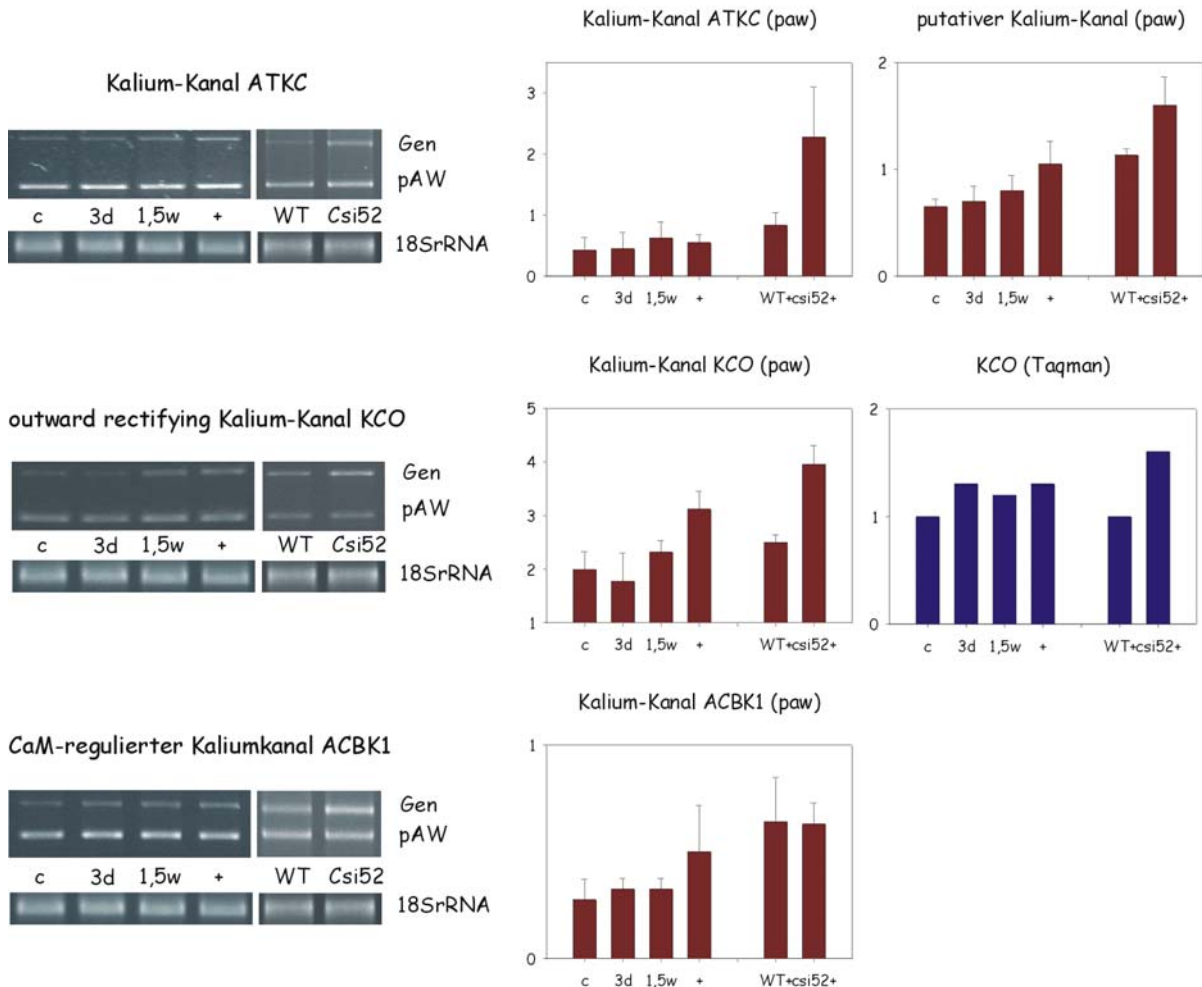 Kalium-Kanal ATKC
Gen
pAW
c 3d 1,5w + WT Csi52
18SrRNA
Kalium-Kanal ATKC (paw)
3
2
1
0
c 3d 1,5w + WT+csi52+
putativer Kalium-Kanal (paw)
2
1
0
c 3d 1,5w + WT+csi52+
outward rectifying Kalium-Kanal KCO
Gen
pAW
c 3d 1,5w + WT Csi52
18SrRNA
Kalium-Kanal KCO (paw)
5
4
3
2
1
c 3d 1,5w + WT+csi52+
KCO (Taqman)
2
1
0
c 3d 1,5w + WT+csi52+
CaM-regulierter Kaliumkanal ACBK1
Gen
pAW
c 3d 1,5w + WT Csi52
18SrRNA
Kalium-Kanal ACBK1 (paw)
1
0
c 3d 1,5w + WT+csi52+